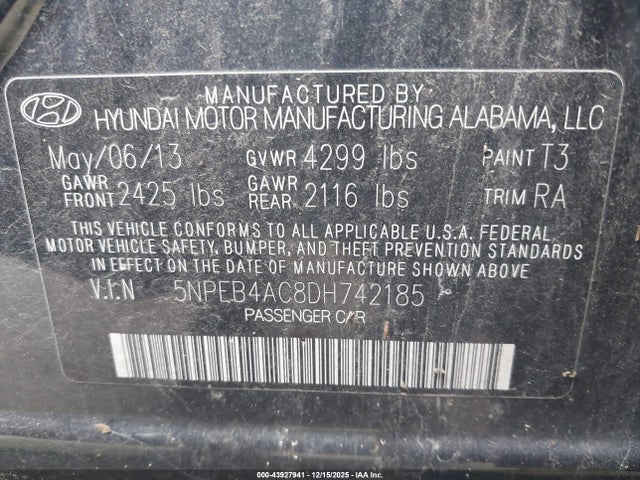 MANUFACTURED BY
HYUNDAI MOTOR MANUFACTURING ALABAMA, LLC
May/06/13 GVWR 4299 lbs PAINT T3
GAWR FRONT 2425 lbs GAWR REAR 2116 lbs TRIM RA
THIS VEHICLE CONFORMS TO ALL APPLICABLE U.S.A. FEDERAL
MOTOR VEHICLE SAFETY, BUMPER, AND THEFT PREVENTION STANDARDS
IN EFFECT ON THE DATE OF MANUFACTURE SHOWN ABOVE
V.I.N 5NPEB4AC8DH742185
PASSENGER CAR
000-43927941 - 12/15/2025 - IAA Inc.